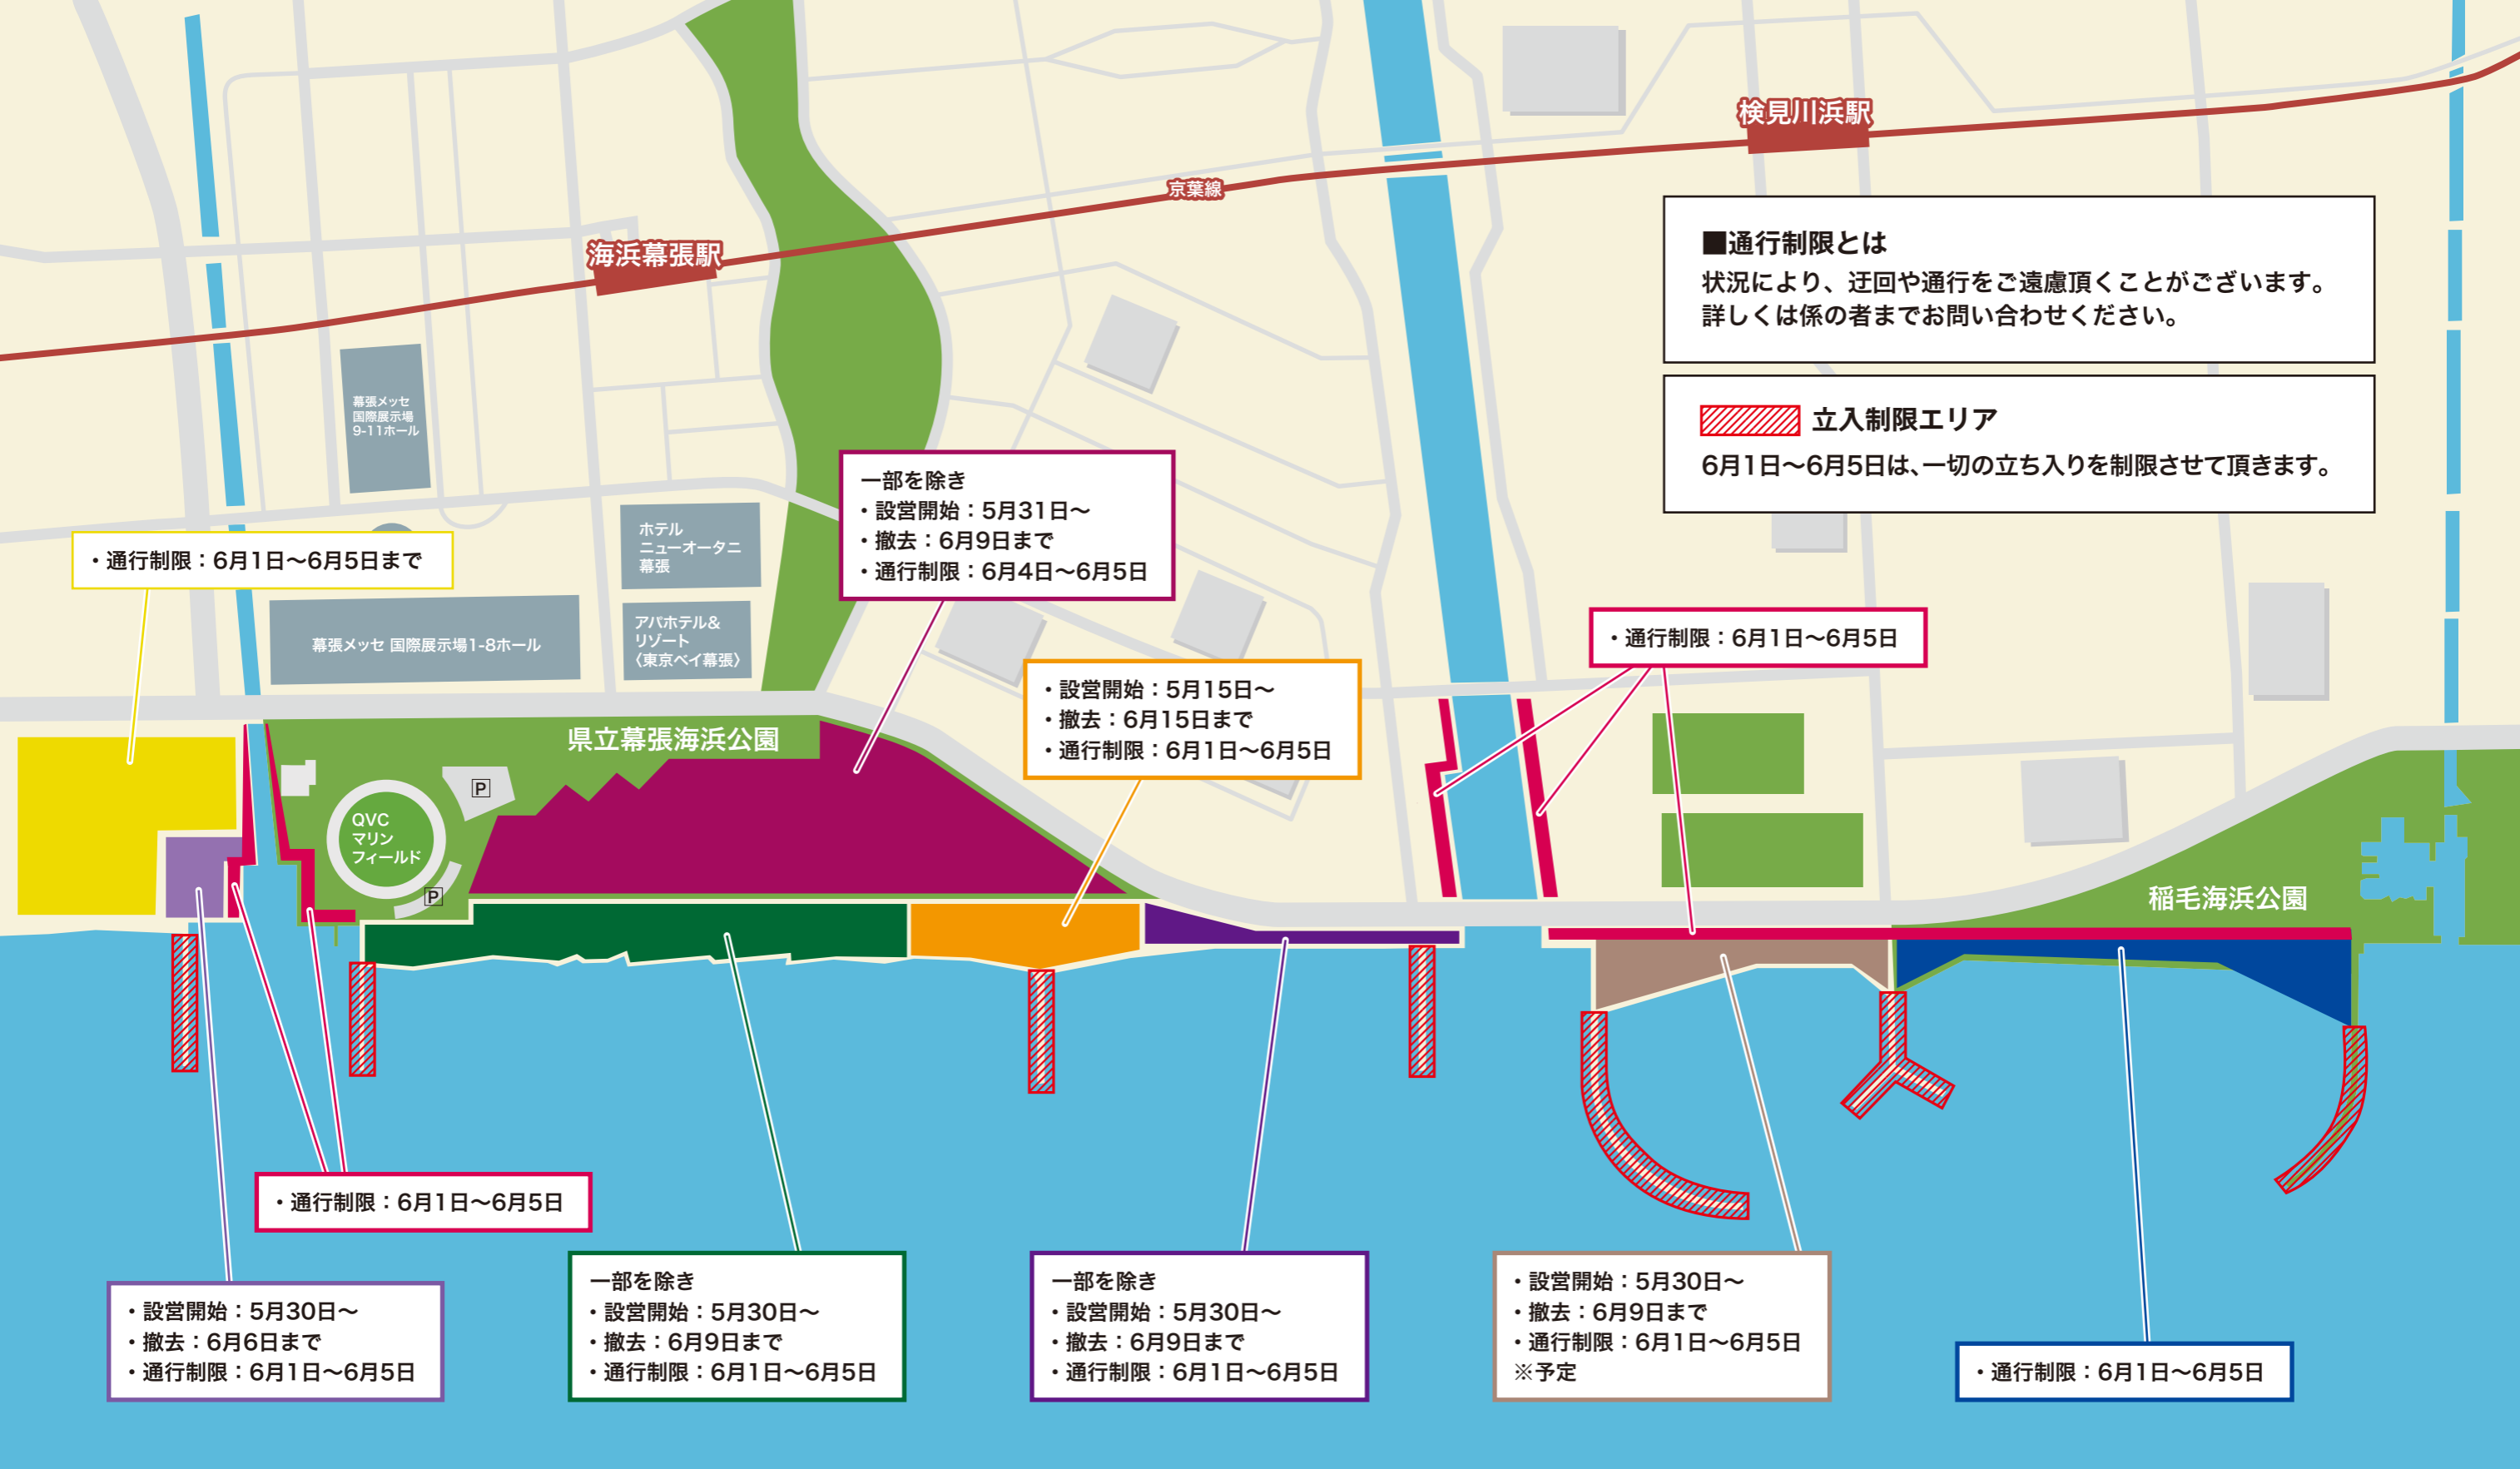 検見川浜駅
京葉線
海浜幕張駅
■通行制限とは
状況により、迂回や通行をご遠慮頂くことがございます。
詳しくは係の者までお問い合わせください。
立入制限エリア
6月1日〜6月5日は、一切の立ち入りを制限させて頂きます。
幕張メッセ
国際展示場
9-11ホール
一部を除き
・設営開始：5月31日〜
・撤去：6月9日まで
・通行制限：6月4日〜6月5日
ホテル
ニューオータニ
幕張
・通行制限：6月1日〜6月5日まで
幕張メッセ 国際展示場1-8ホール
アパホテル&
リゾート
〈東京ベイ幕張〉
・通行制限：6月1日〜6月5日
・設営開始：5月15日〜
・撤去：6月15日まで
・通行制限：6月1日〜6月5日
県立幕張海浜公園
P
QVC
マリン
フィールド
P
稲毛海浜公園
・通行制限：6月1日〜6月5日
・設営開始：5月30日〜
・撤去：6月6日まで
・通行制限：6月1日〜6月5日
一部を除き
・設営開始：5月30日〜
・撤去：6月9日まで
・通行制限：6月1日〜6月5日
一部を除き
・設営開始：5月30日〜
・撤去：6月9日まで
・通行制限：6月1日〜6月5日
・設営開始：5月30日〜
・撤去：6月9日まで
・通行制限：6月1日〜6月5日
※予定
・通行制限：6月1日〜6月5日